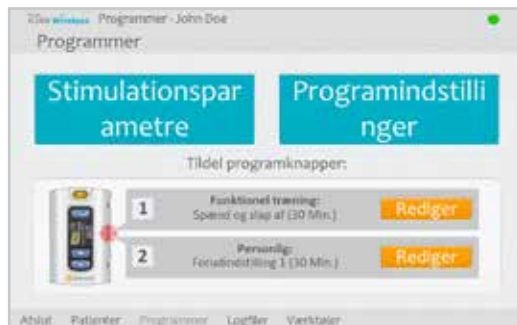 Programmer - John Doe
Programmer
Stimulationspar
ametre
Programindstilli
nger
Tildel programknapper:
1
Funktionel træning:
Spænd og slap af (30 Min.)
Rediger
2
Personlig:
Forudindstilling 1 (30 Min.)
Rediger
Afslut Patienter Programmer Logfiler Værktøjer